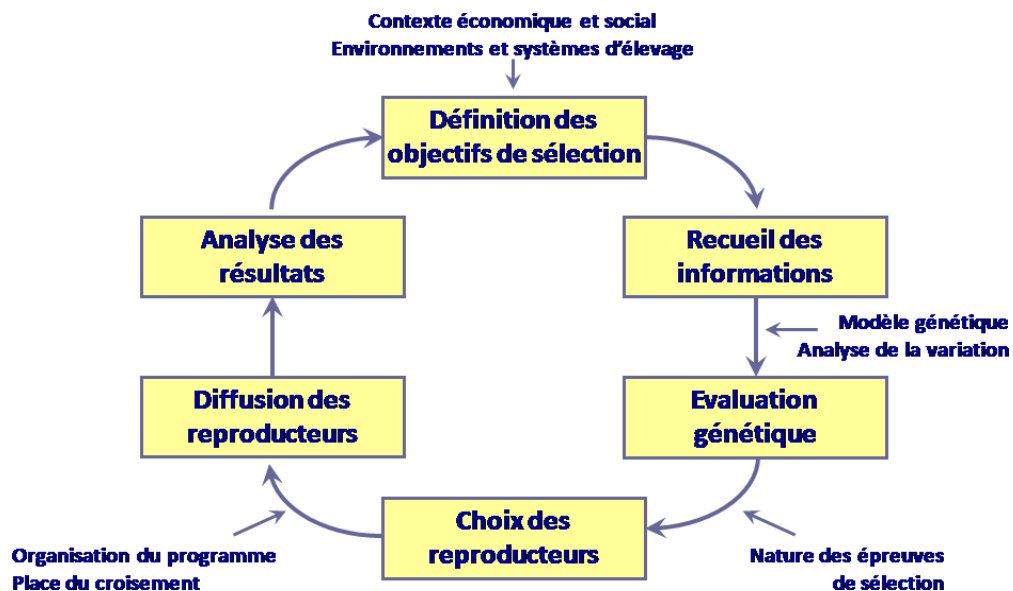 Contexte économique et social
Environnements et systèmes d'élevage
Définition des
objectifs de sélection
Analyse des
résultats
Recueil des
informations
Modèle génétique
Analyse de la variation
Diffusion des
reproducteurs
Evaluation
génétique
Choix des
reproducteurs
Organisation du programme
Place du croisement
Nature des épreuves
de sélection